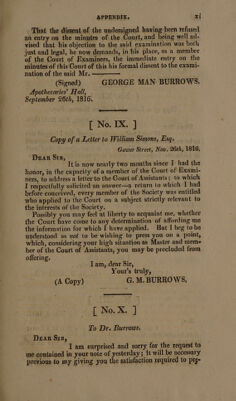 APPENDIX. xi
That the dissent of the undersigned having been refused
an entry on the minutes of the Court, and being well ad-
vised that his objection to the said examination was both
just and legal, he now demands, in his place, as a member
of the Court of Examiners, the immediate entry on the
minutes of this Court of this his formal dissent to the exami-
nation of the said Mr. ————
(Signed) GEORGE MAN BURROWS.
Apothecaries' Hall,
September 26th, 1816.
[ No. IX. ]
Copy of a Letter to William Simons, Esq.
Gower Street, Nov. 20th, 1816.
DEAR SIR,
It is now nearly two months since I had the
honor, in the capacity of a member of the Court of Exami-
ners, to address a letter to the Court of Assistants; to which
I respectfully solicited an answer—a return to which I had
before conceived, every member of the Society was entitled
who applied to the Court on a subject strictly relevant to
the interests of the Society.
Possibly you may feel at liberty to acquaint me, whether
the Court have come to any determination of affording me
the information for which I have applied. But I beg to be
understood as not to be wishing to press you on a point,
which, considering your high situation as Master and mem-
ber of the Court of Assistants, you may be precluded from
offering.
I am, dear Sir,
Your's truly,
(A Copy) G. M. BURROWS.
[ No. X. ]
To Dr. Burrows.
DEAR SIR,
I am surprised and sorry for the request to
me contained in your note of yesterday; it will be necessary
previous to my giving you the satisfaction required to pre-